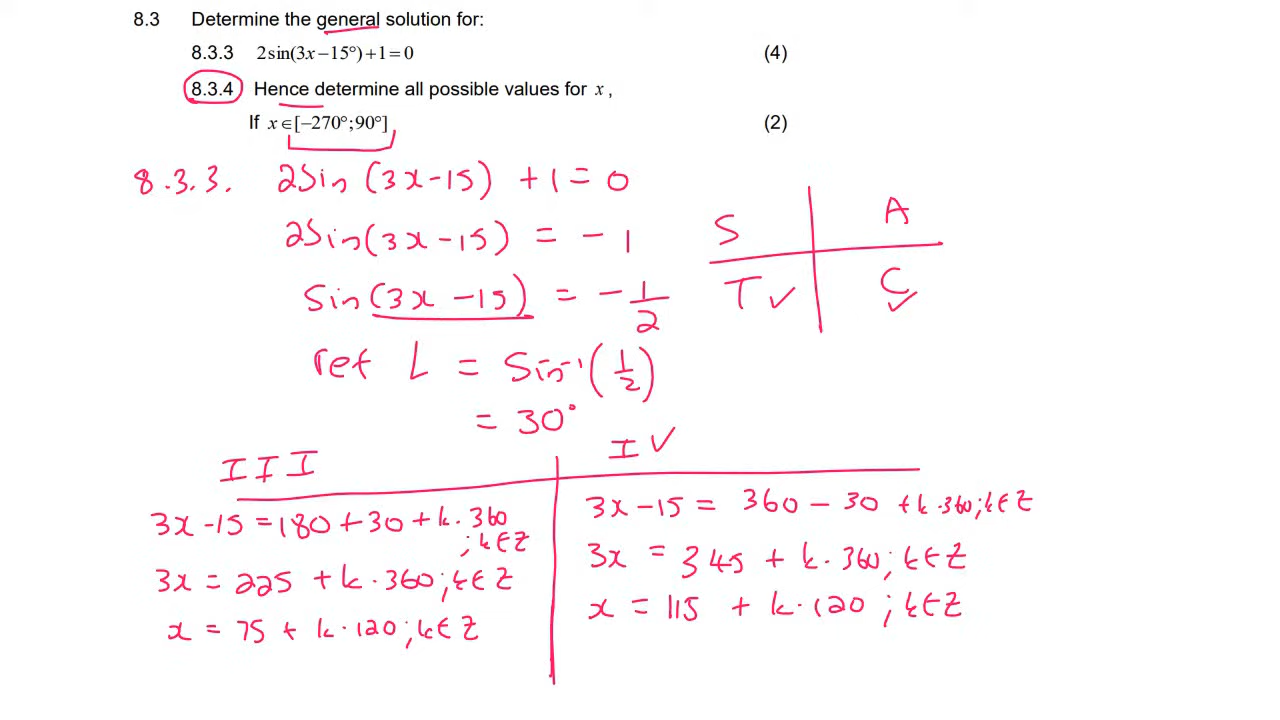 8.3 Determine the general solution for:
8.3.3 2sin(3x−15°)+1=0 (4)
8.3.4 Hence determine all possible values for x,
If x∈[−270°;90°] (2)
8.3.3. 2Sin(3x-15) +1=0
2Sin(3x-15) = -1
Sin(3x-15) = -1/2
S A
T✓ C✓
ref L = Sin⁻¹(1/2)
= 30°
III
3x-15=180+30+k.360
;k∈Z
3x = 225 +k.360;k∈Z
x = 75 + k.120;k∈Z
IV
3x-15 = 360-30 +k.360;k∈Z
3x = 345 + k.360;k∈Z
x = 115 + k.120;k∈Z